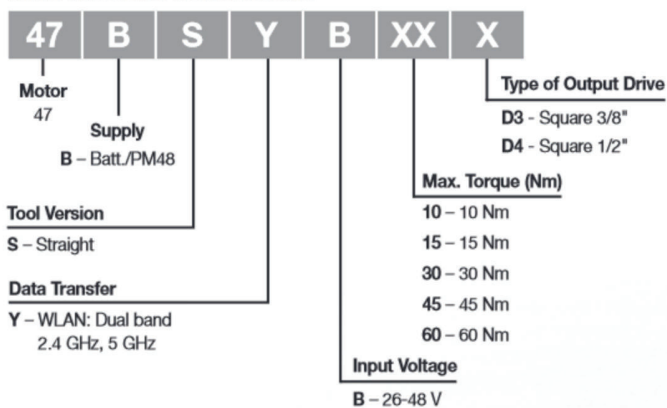 47 B S Y B XX X
Motor
47
Supply
B – Batt./PM48
Tool Version
S – Straight
Data Transfer
Y – WLAN: Dual band
2.4 GHz, 5 GHz
Input Voltage
B – 26-48 V
Max. Torque (Nm)
10 – 10 Nm
15 – 15 Nm
30 – 30 Nm
45 – 45 Nm
60 – 60 Nm
Type of Output Drive
D3 - Square 3/8"
D4 - Square 1/2"